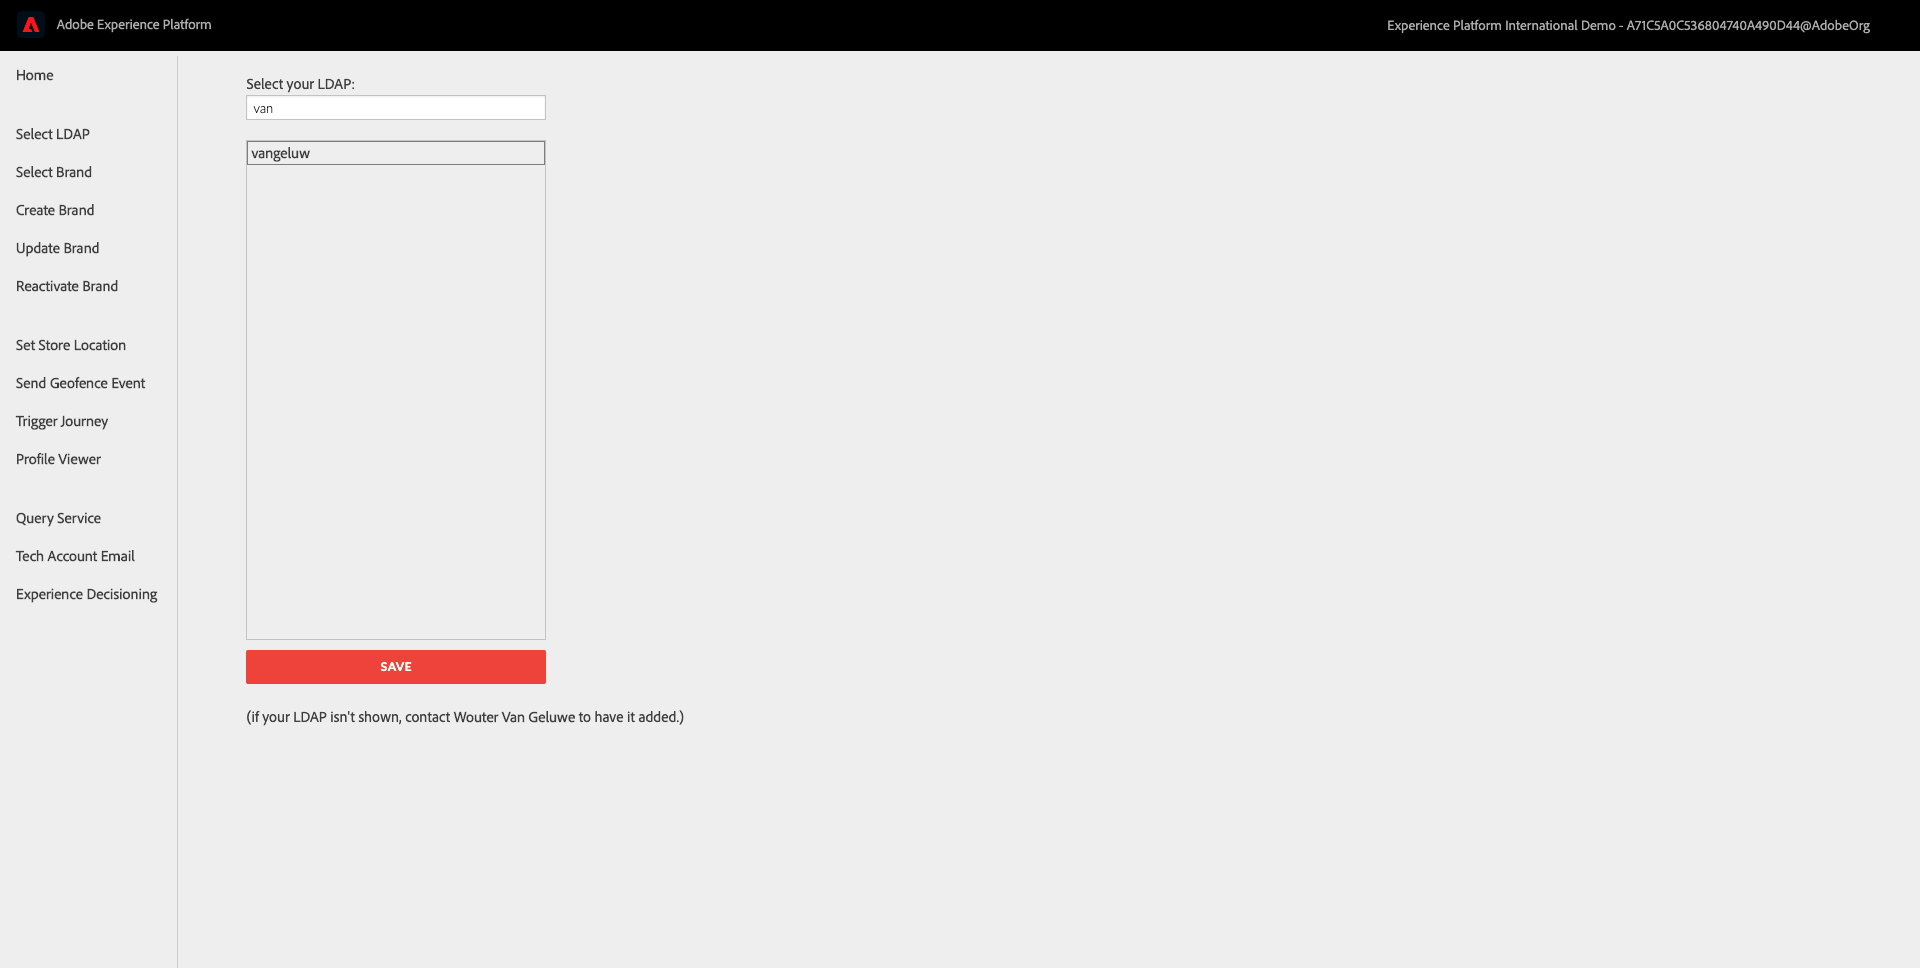 Adobe Experience Platform
Experience Platform International Demo - A71C5A0C536804740A490D44@AdobeOrg
Home
Select LDAP
Select Brand
Create Brand
Update Brand
Reactivate Brand
Set Store Location
Send Geofence Event
Trigger Journey
Profile Viewer
Query Service
Tech Account Email
Experience Decisioning
Select your LDAP:
van
vangeluw
SAVE
(if your LDAP isn't shown, contact Wouter Van Geluwe to have it added.)